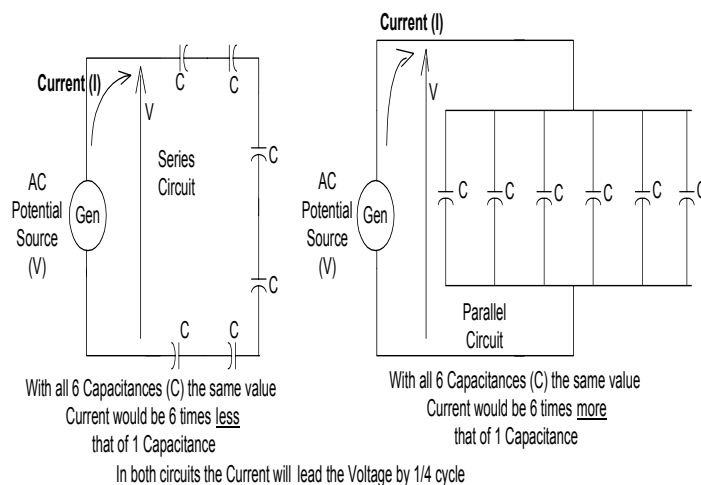 Current (I)
C
C
V
C
Series
Circuit
AC
Potential
Source
(V)
Gen
C
C
C
With all 6 Capacitances (C) the same value
Current would be 6 times less
that of 1 Capacitance
Current (I)
V
AC
Potential
Source
(V)
Gen
C
C
C
C
C
C
Parallel
Circuit
With all 6 Capacitances (C) the same value
Current would be 6 times more
that of 1 Capacitance
In both circuits the Current will lead the Voltage by 1/4 cycle